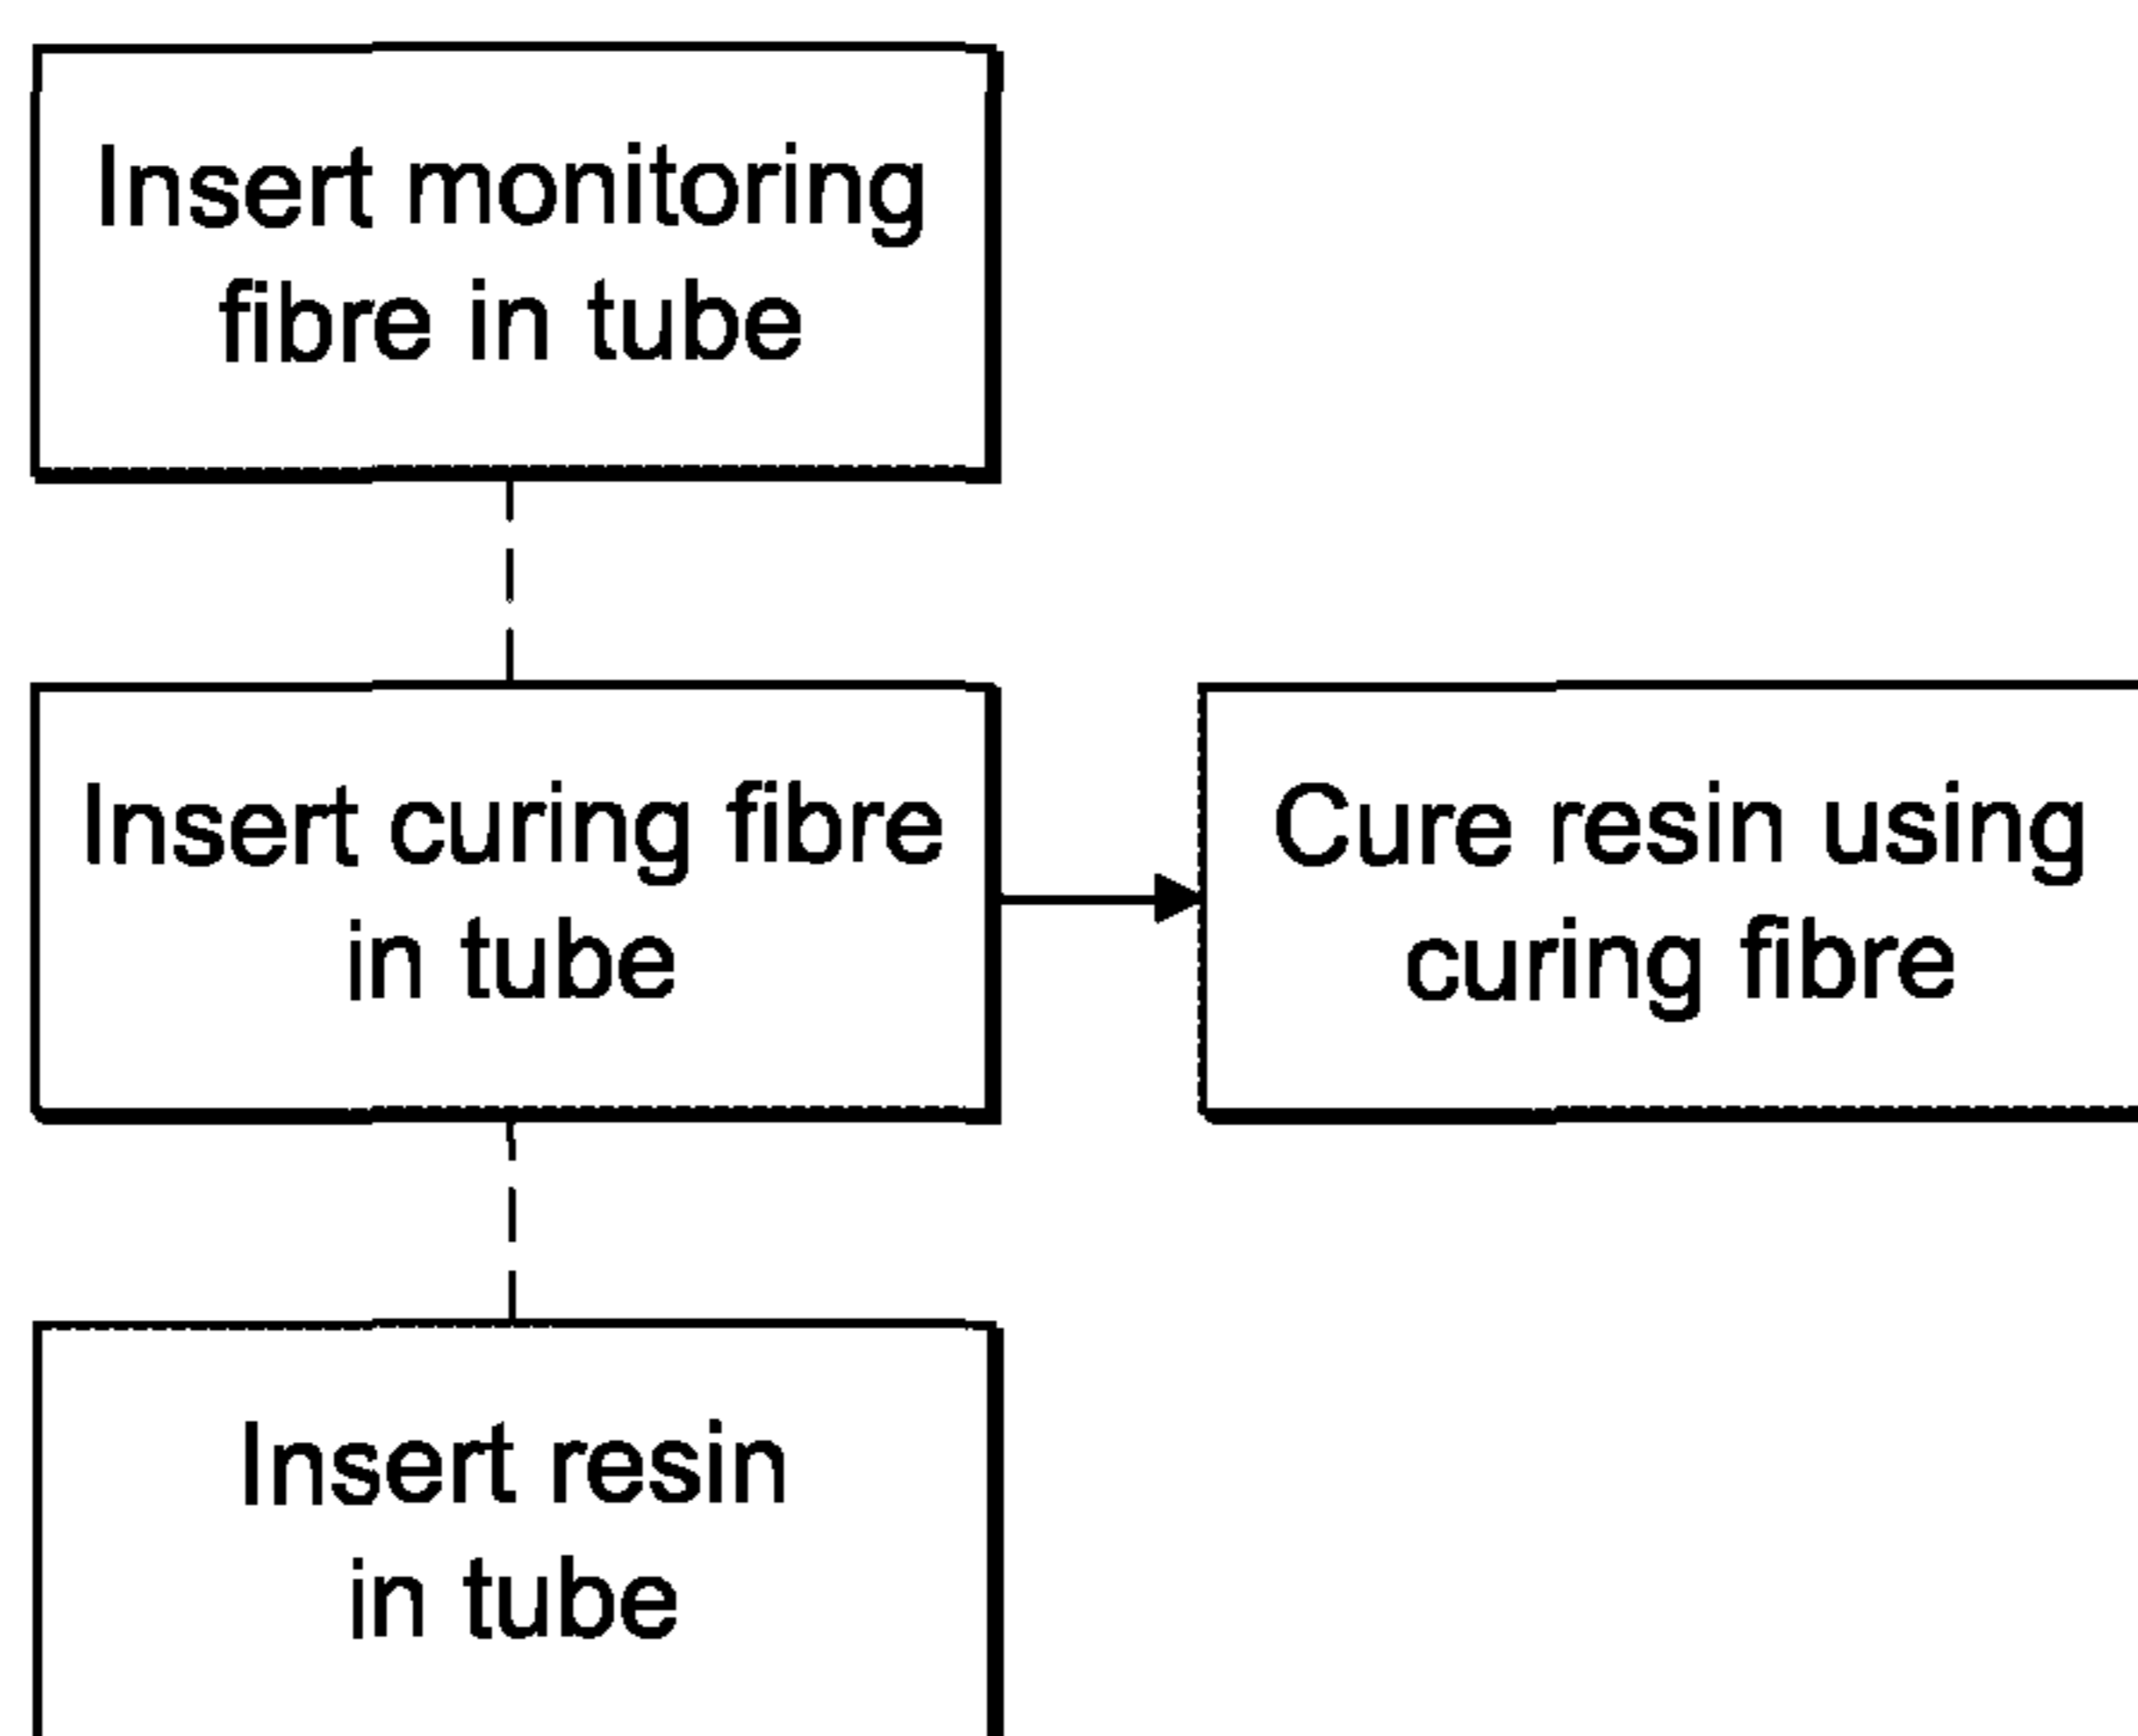 Insert monitoring
fibre in tube
Insert curing fibre
in tube
Cure resin using
curing fibre
Insert resin
in tube